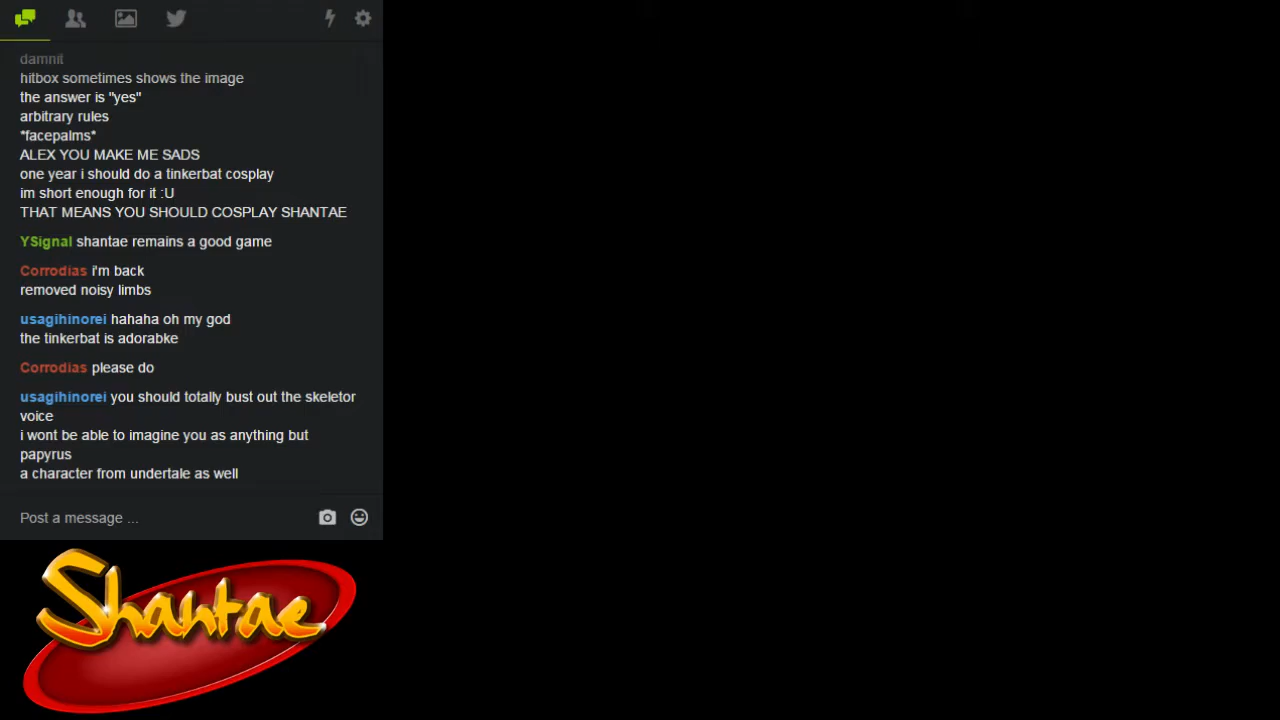 damnit
hitbox sometimes shows the image
the answer is "yes"
arbitrary rules
*facepalms*
ALEX YOU MAKE ME SADS
one year i should do a tinkerbat cosplay
im short enough for it :U
THAT MEANS YOU SHOULD COSPLAY SHANTAE
YSignal shantae remains a good game
Corrodias i'm back
removed noisy limbs
usagihinorei hahaha oh my god
the tinkerbat is adorabke
Corrodias please do
usagihinorei you should totally bust out the skeletor
voice
i wont be able to imagine you as anything but
papyrus
a character from undertale as well
Post a message ...
Shantae